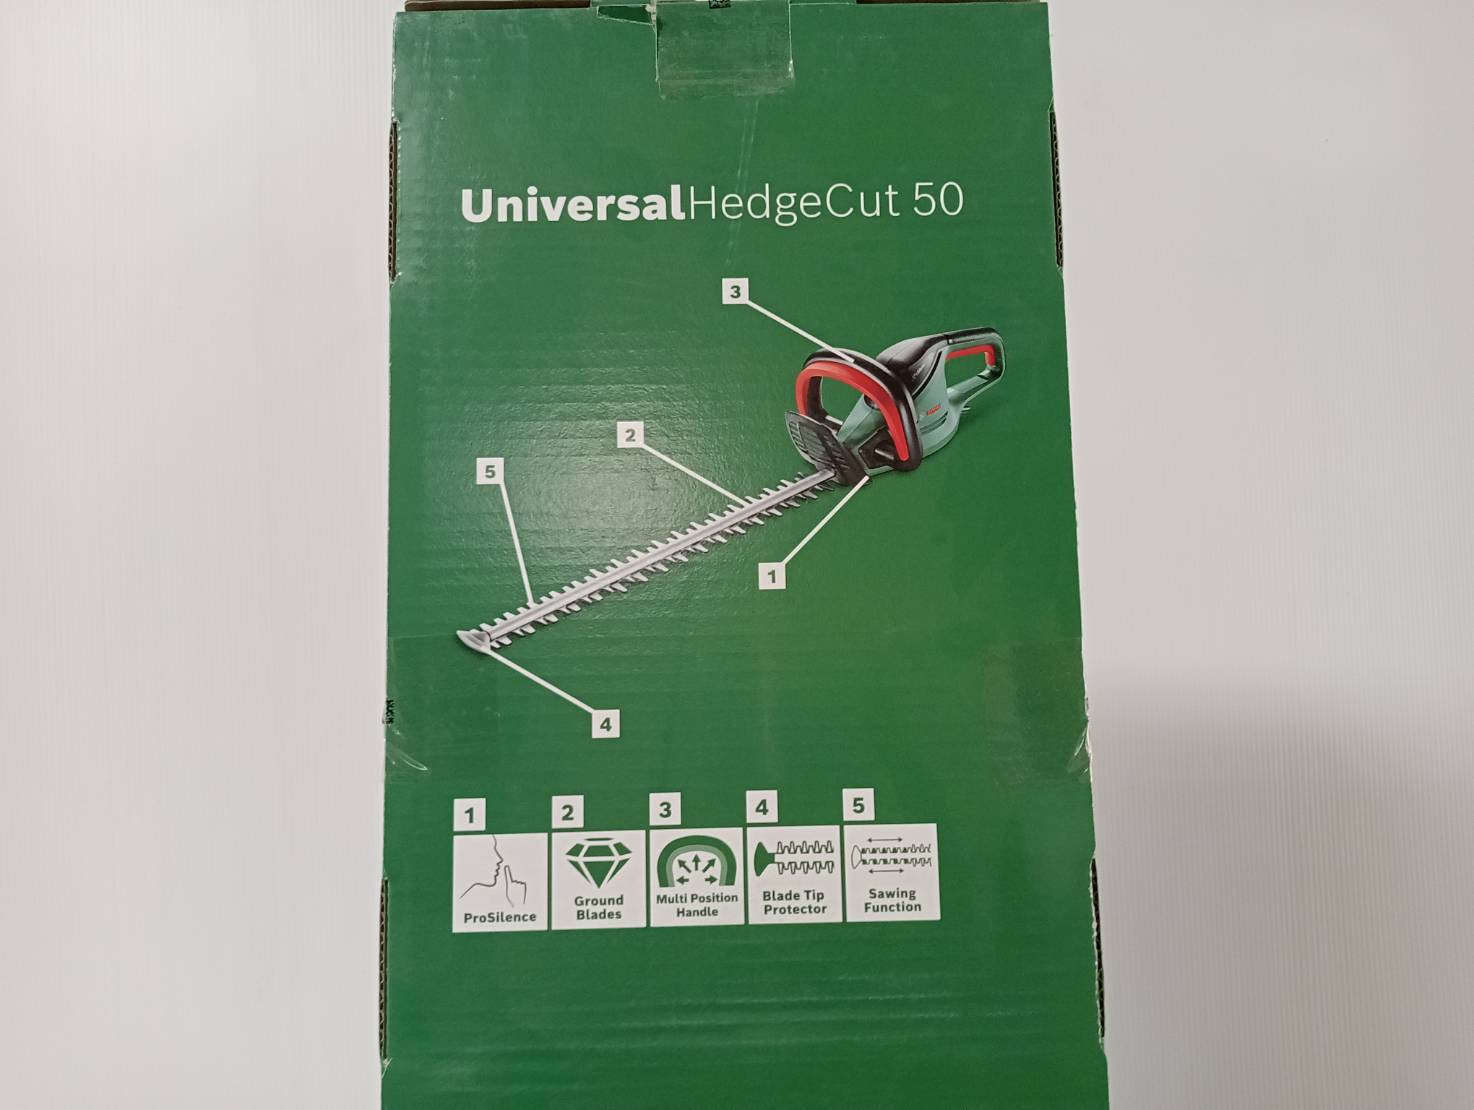 UniversalHedgeCut 50
3
2
5
1
4
1 2 3 4 5
ProSilence
Ground
Blades
Multi Position
Handle
Blade Tip
Protector
Sawing
Function